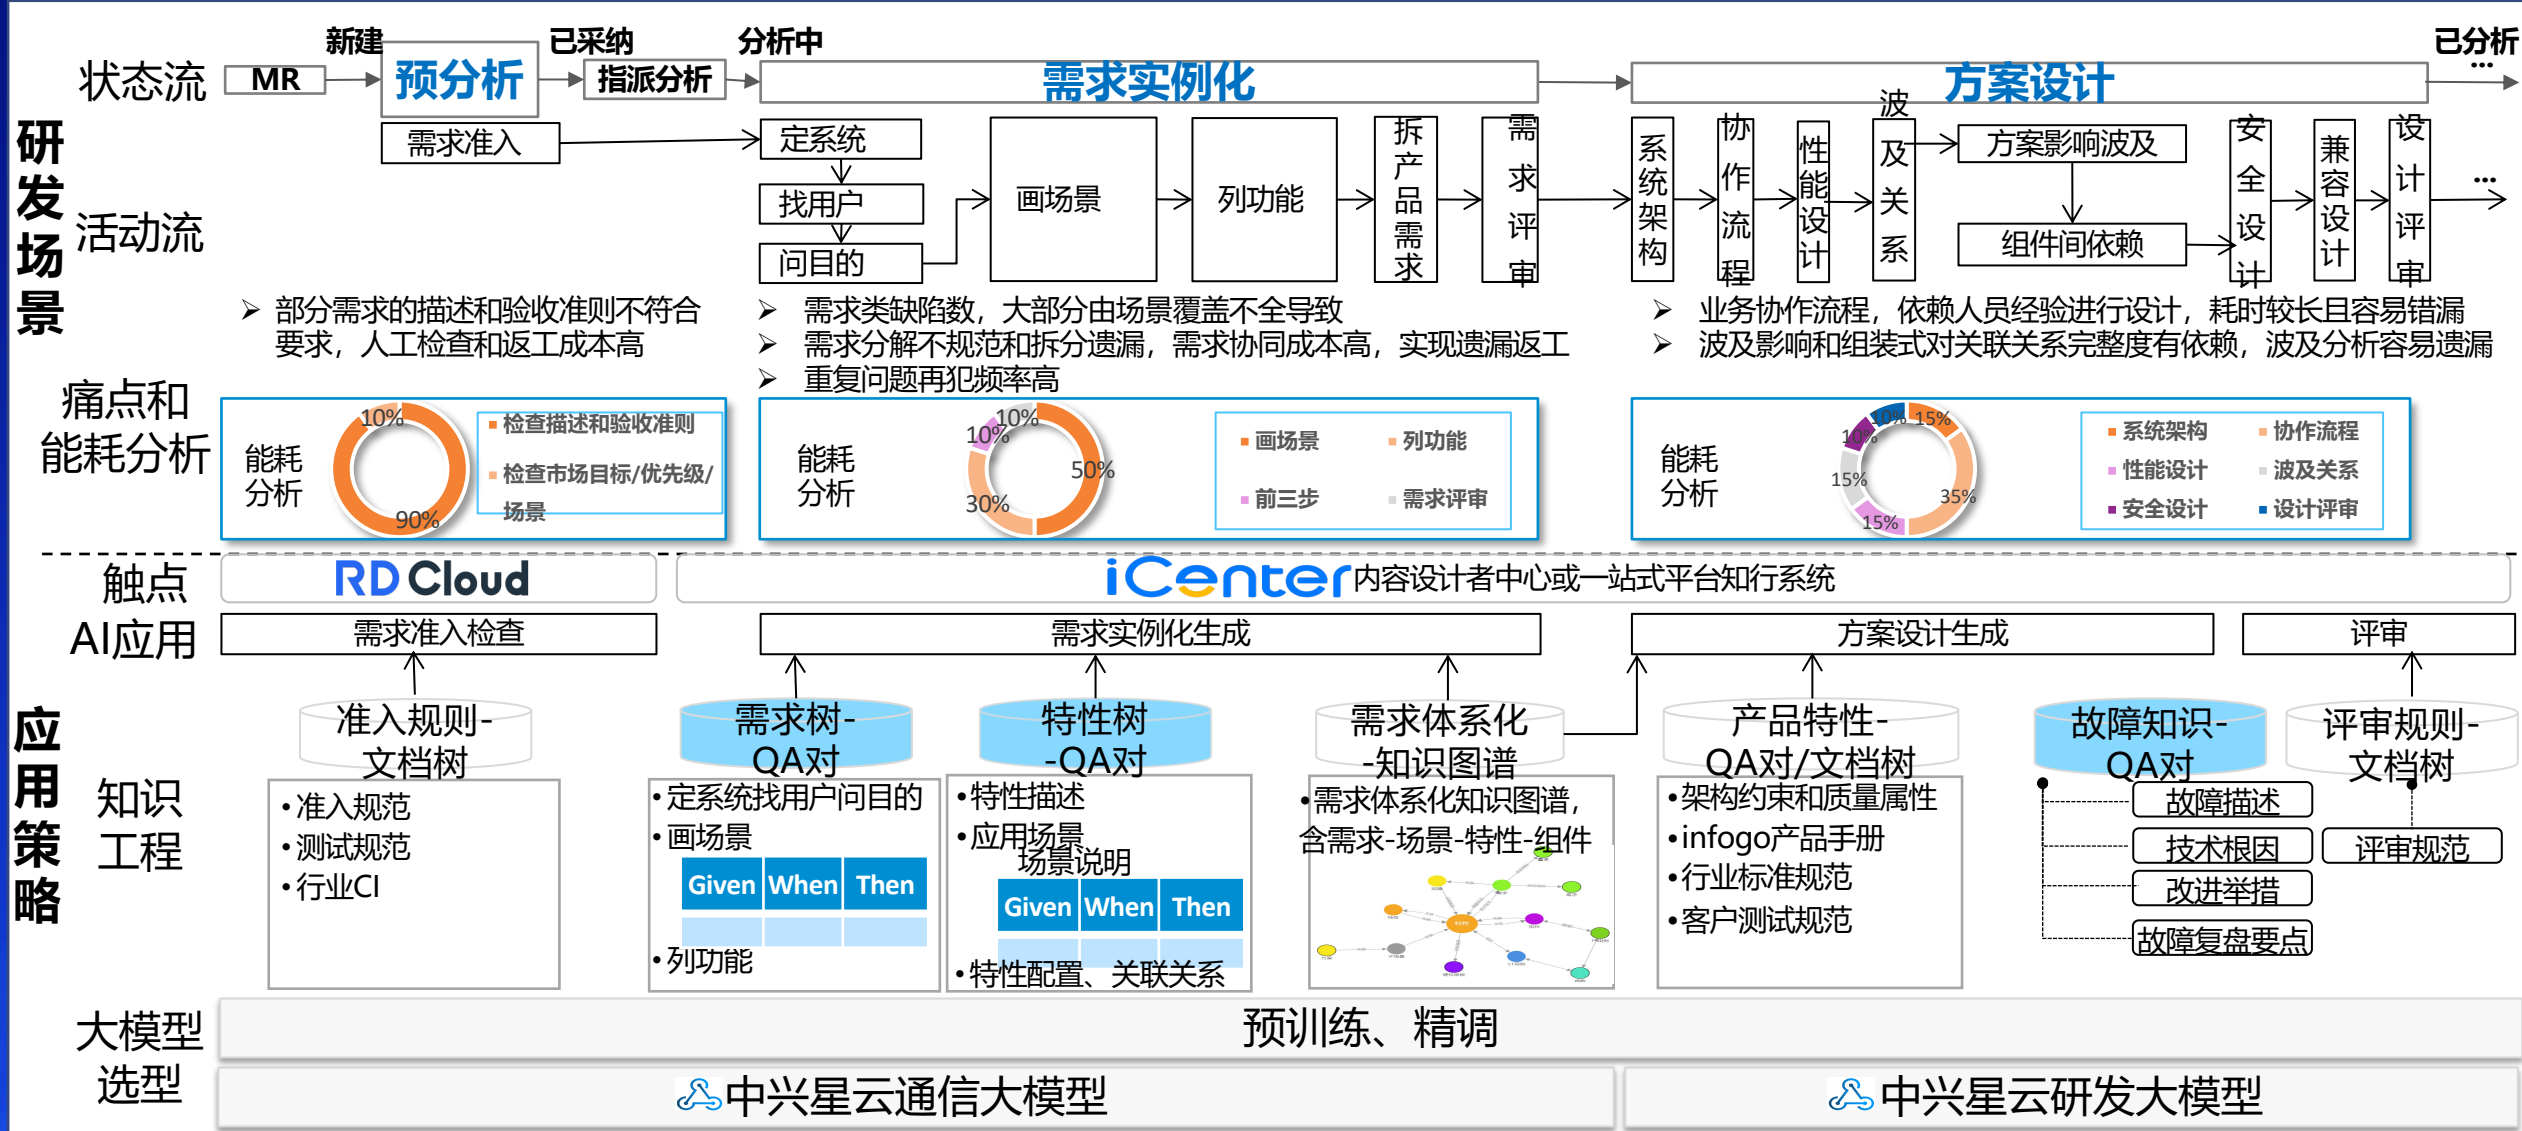 新建
已采纳
分析中
已分析
状态流
MR
预分析
指派分析
需求实例化
方案设计
...
研发场景
活动流
需求准入
定系统
找用户
问目的
画场景
列功能
拆产品需求
需求评审
系统架构
协作流程
性能设计
波及关系
方案影响波及
组件间依赖
安全设计
兼容设计
设计评审
...
痛点和
能耗分析
➢ 部分需求的描述和验收准则不符合
要求，人工检查和返工成本高
➢ 需求类缺陷数，大部分由场景覆盖不全导致
➢ 需求分解不规范和拆分遗漏，需求协同成本高，实现遗漏返工
➢ 重复问题再犯频率高
➢ 业务协作流程，依赖人员经验进行设计，耗时较长且容易错漏
➢ 波及影响和组装式对关联关系完整度有依赖，波及分析容易遗漏
能耗
分析
10%
90%
检查描述和验收准则
检查市场目标/优先级/
场景
能耗
分析
10%
10%
50%
30%
画场景
列功能
前三步
需求评审
能耗
分析
10%
15%
10%
15%
35%
15%
系统架构
协作流程
性能设计
波及关系
安全设计
设计评审
触点
RD Cloud
iCenter内容设计者中心或一站式平台知行系统
AI应用
需求准入检查
需求实例化生成
方案设计生成
评审
应用策略
知识
工程
准入规则-
文档树
•准入规范
•测试规范
•行业CI
需求树-
QA对
•定系统找用户问目的
•画场景
Given When Then
•列功能
特性树
-QA对
•特性描述
•应用场景
场景说明
Given When Then
•特性配置、关联关系
需求体系化
-知识图谱
•需求体系化知识图谱，
含需求-场景-特性-组件
产品特性-
QA对/文档树
•架构约束和质量属性
•infogo产品手册
•行业标准规范
•客户测试规范
故障知识-
QA对
故障描述
技术根因
改进举措
故障复盘要点
评审规则-
文档树
评审规范
大模型
选型
预训练、精调
中兴星云通信大模型
中兴星云研发大模型